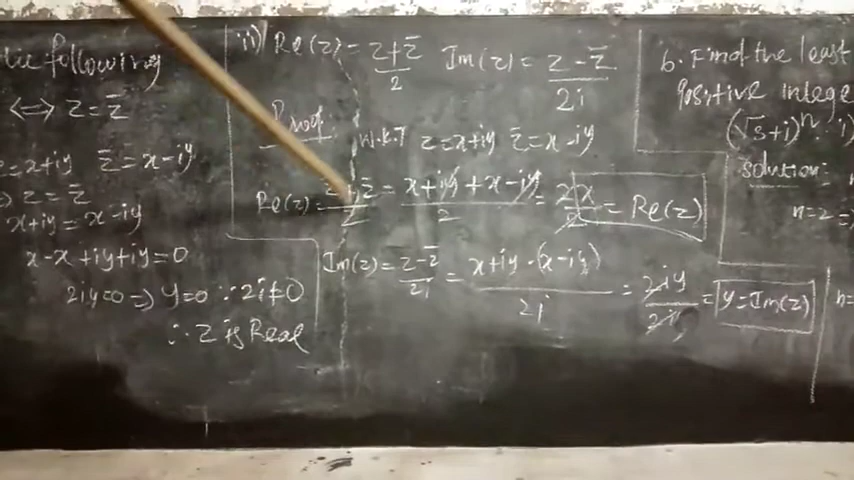 following
⟺ z = z̄
= x+iy z̄ = x-iy
⇒ z = z̄
x+iy = x-iy
x-x+iy+iy=0
2iy=0 ⇒ y=0 ∵ 2i≠0
∴ z is Real
ii) Re(z) = (z+z̄)/2 Im(z) = (z-z̄)/2i
Proof
W.K.T z=x+iy z̄=x-iy
Re(z) = (z+z̄)/2 = (x+iy+x-iy)/2 = 2x/2 = Re(z)
Im(z) = (z-z̄)/2i = (x+iy-(x-iy))/2i = 2iy/2i = y=Im(z)
6. Find the least
positive intege
(√3+i)ⁿ i)
solution:
n=2 =
n=